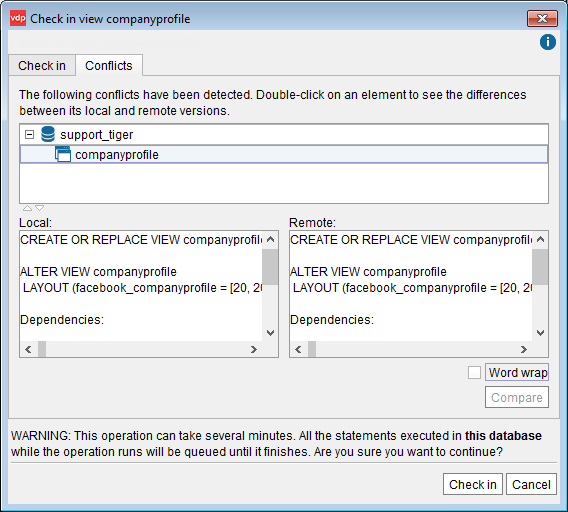 vdp Check in view companyprofile
i
Check in Conflicts
The following conflicts have been detected. Double-click on an element to see the differences
between its local and remote versions.
support_tiger
companyprofile
Local: Remote:
CREATE OR REPLACE VIEW companyprofile CREATE OR REPLACE VIEW companyprofile
ALTER VIEW companyprofile ALTER VIEW companyprofile
LAYOUT (facebook_companyprofile = [20, 20 LAYOUT (facebook_companyprofile = [20, 20
Dependencies: Dependencies:
Word wrap
Compare
WARNING: This operation can take several minutes. All the statements executed in this database
while the operation runs will be queued until it finishes. Are you sure you want to continue?
Check in Cancel